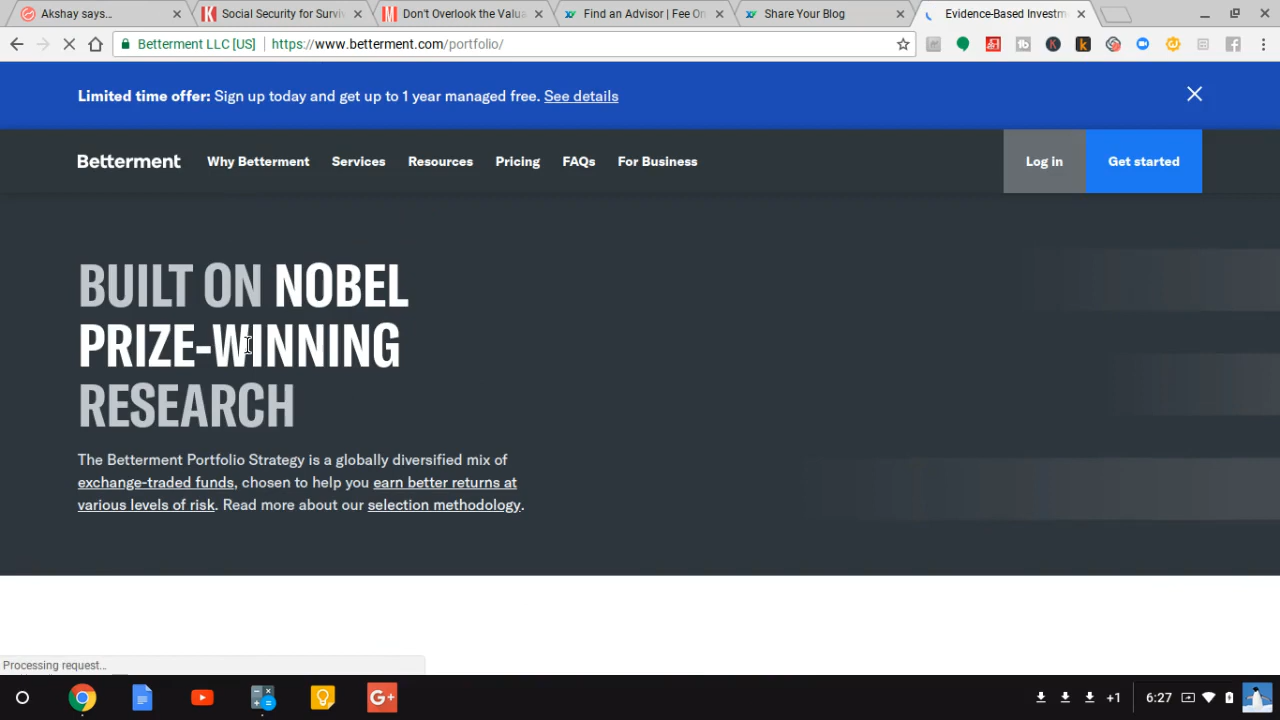 Akshay says...
Social Security for Surviv
Don't Overlook the Valua
Find an Advisor | Fee On
Share Your Blog
Evidence-Based Investm
Betterment LLC [US]
https://www.betterment.com/portfolio/
Limited time offer: Sign up today and get up to 1 year managed free. See details
Betterment
Why Betterment
Services
Resources
Pricing
FAQs
For Business
Log in
Get started
BUILT ON NOBEL
PRIZE-WINNING
RESEARCH
The Betterment Portfolio Strategy is a globally diversified mix of
exchange-traded funds, chosen to help you earn better returns at
various levels of risk. Read more about our selection methodology.
Processing request...
G+
+1
6:27